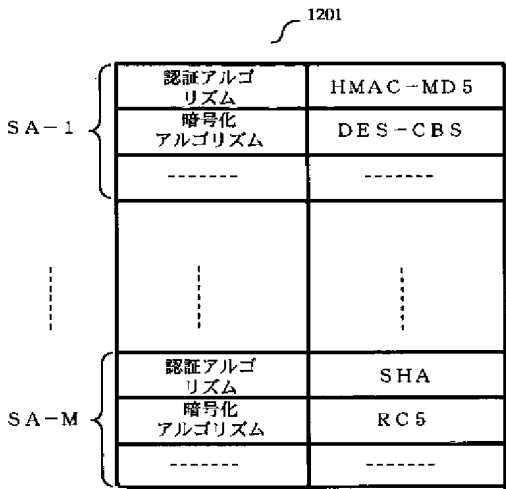 1201
認証アルゴ
リズム
HMAC-MD5
SA-1
暗号化
アルゴリズム
DES-CBS
認証アルゴ
リズム
SHA
SA-M
暗号化
アルゴリズム
RC5